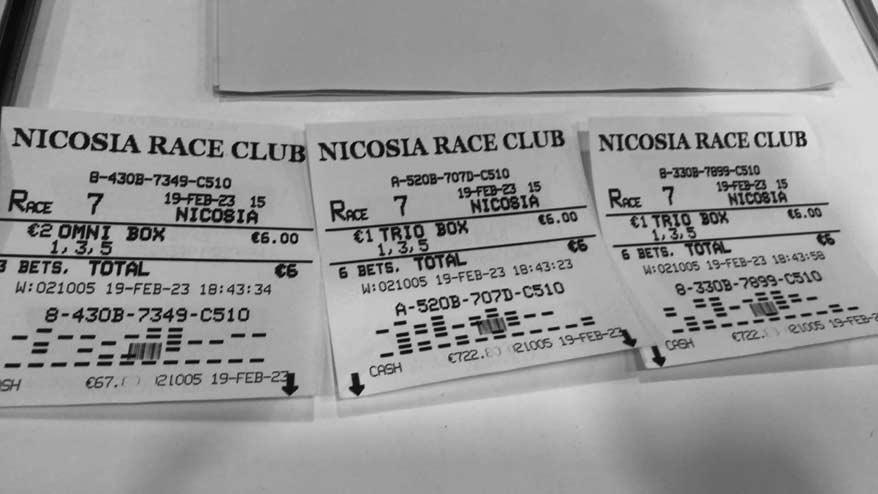 NICOSIA RACE CLUB
8-430B-7349-C510
RACE 7 19-FEB-23 15
NICOSIA
€2 OMNI BOX €6.00
1,3,5
3 BETS. TOTAL €6
W:021005 19-FEB-23 18:43:34
8-430B-7349-C510
SH €67. 021005 19-FEB-23
NICOSIA RACE CLUB
A-520B-707D-C510
RACE 7 19-FEB-23 15
NICOSIA
€1 TRIO BOX €6.00
1,3,5
6 BETS. TOTAL €6
W:021005 19-FEB-23 18:43:23
A-520B-707D-C510
CASH €722. 021005 19-FEB-23
NICOSIA RACE CLUB
8-330B-7899-C510
RACE 7 19-FEB-23 15
NICOSIA
€1 TRIO BOX €6.00
1,3,5
6 BETS. TOTAL €6
W:021005 19-FEB-23 18:43:58
8-330B-7899-C510
CASH €722. 021005 19-FEB-2